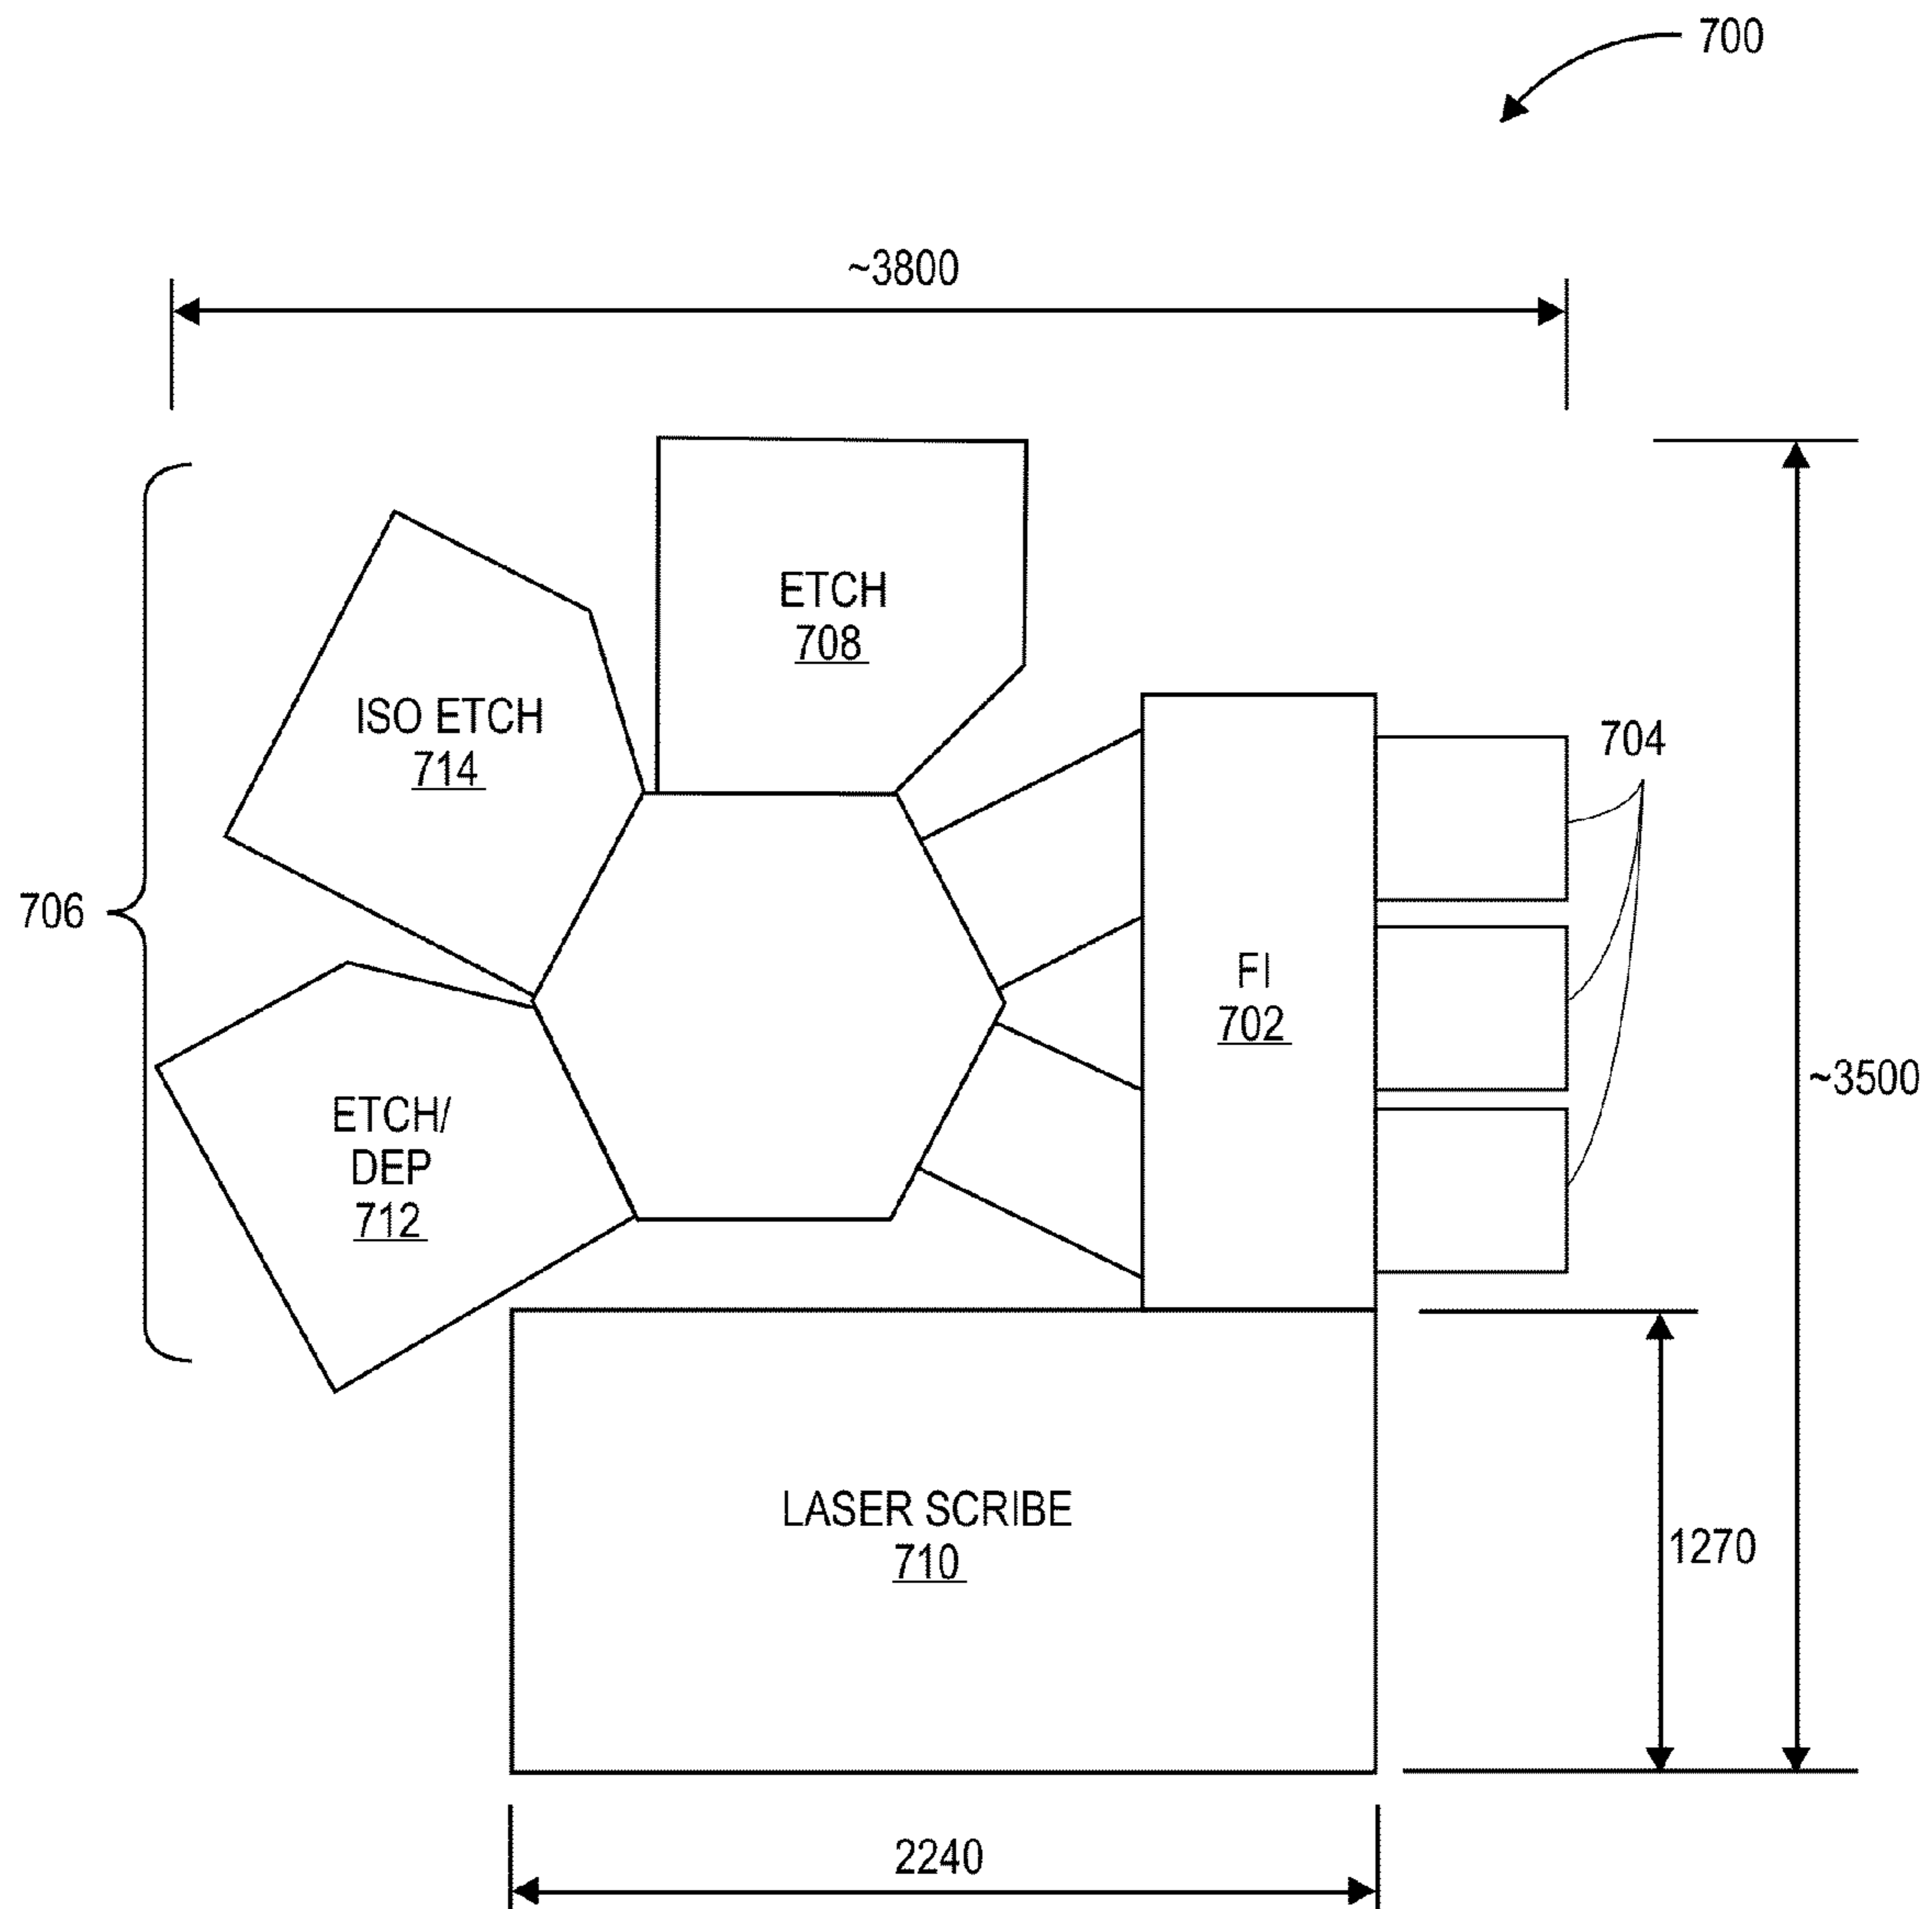 700
~3800
ETCH
708
ISO ETCH
714
704
706
FI
702
~3500
ETCH/
DEP
712
LASER SCRIBE
710
1270
2240